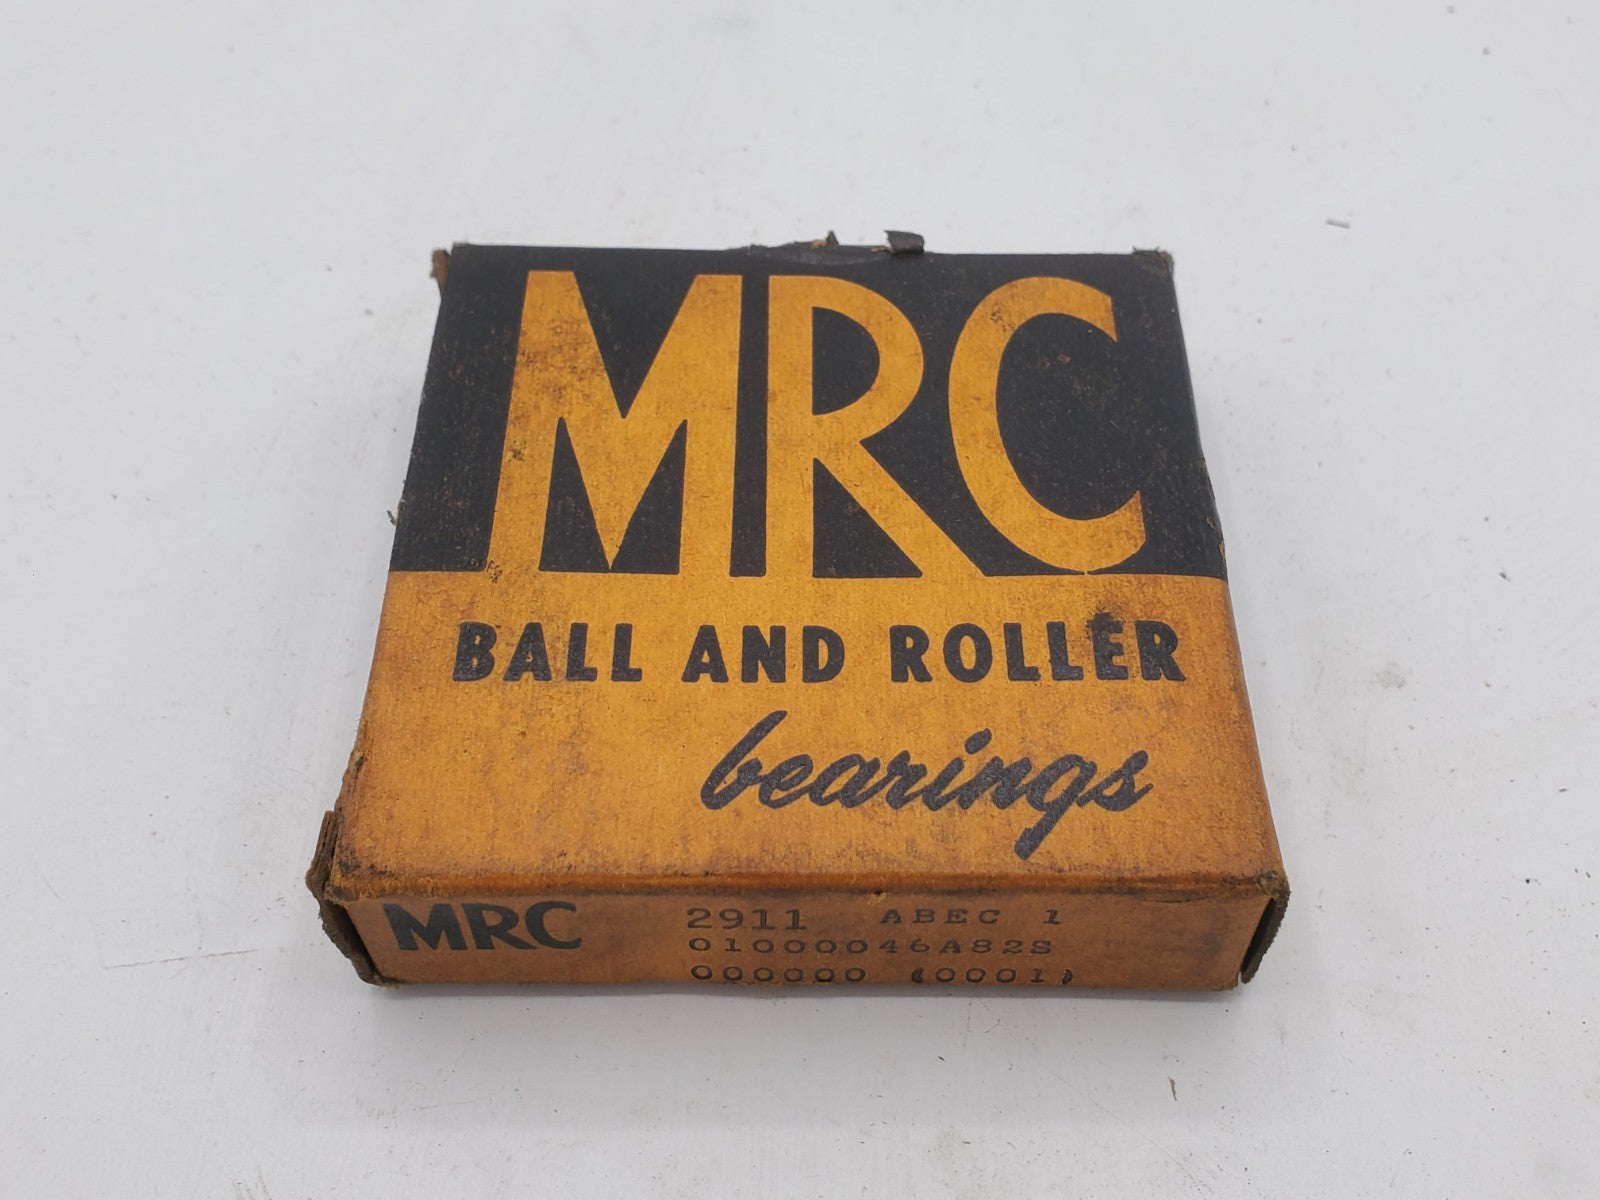 MRC
BALL AND ROLLER
bearings
MRC 2911 ABEC 1
01000046A82S
000000 (0001)